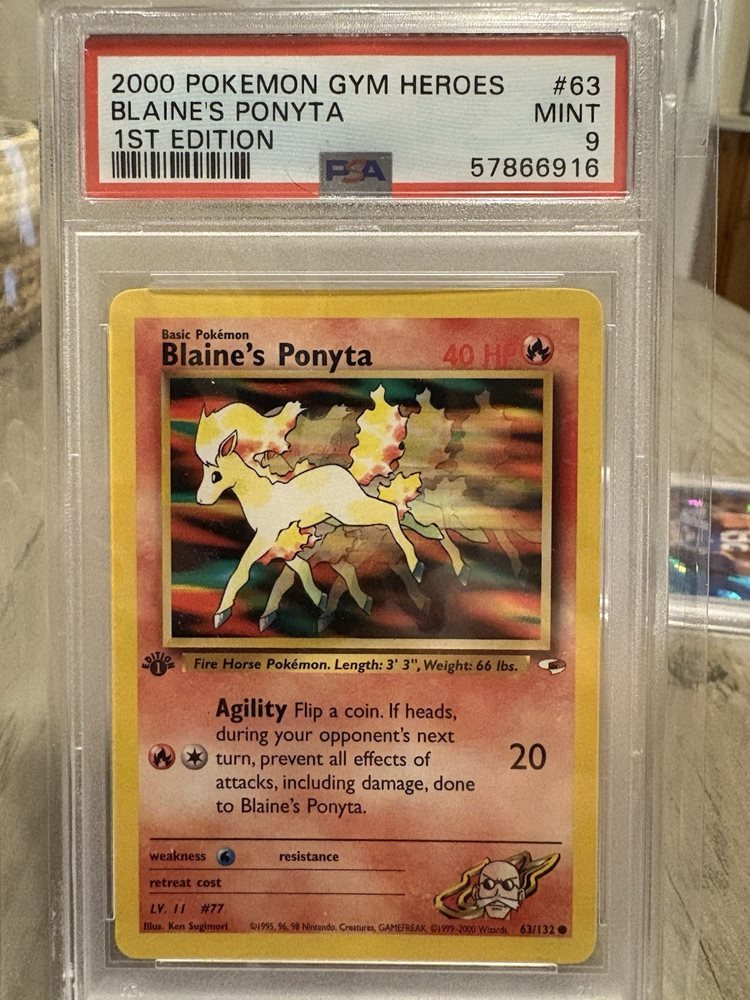 2000 POKEMON GYM HEROES #63
BLAINE'S PONYTA MINT
1ST EDITION 9
PSA 57866916
Basic Pokémon
Blaine's Ponyta 40 HP
EDITION 1
Fire Horse Pokémon. Length: 3' 3", Weight: 66 lbs.
Agility Flip a coin. If heads,
during your opponent's next
turn, prevent all effects of
attacks, including damage, done
to Blaine's Ponyta.
20
weakness resistance
retreat cost
LV. 11 #77
Illus. Ken Sugimori ©1995, 96, 98 Nintendo, Creatures, GAMEFREAK. ©1999-2000 Wizards. 63/132